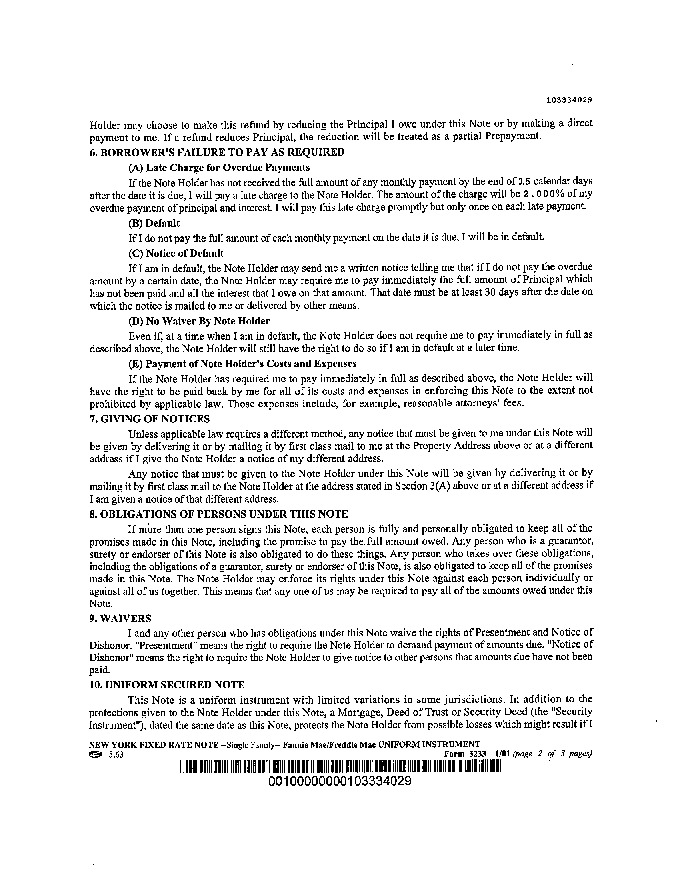 103334029
Holder may choose to make this refund by reducing the Principal I owe under this Note or by making a direct
payment to me. If a refund reduces Principal, the reduction will be treated as a partial Prepayment.
6. BORROWER'S FAILURE TO PAY AS REQUIRED
(A) Late Charge for Overdue Payments
If the Note Holder has not received the full amount of any monthly payment by the end of 15 calendar days
after the date it is due, I will pay a late charge to the Note Holder. The amount of the charge will be 2.000% of my
overdue payment of principal and interest. I will pay this late charge promptly but only once on each late payment.
(B) Default
If I do not pay the full amount of each monthly payment on the date it is due, I will be in default.
(C) Notice of Default
If I am in default, the Note Holder may send me a written notice telling me that if I do not pay the overdue
amount by a certain date, the Note Holder may require me to pay immediately the full amount of Principal which
has not been paid and all the interest that I owe on that amount. That date must be at least 30 days after the date on
which the notice is mailed to me or delivered by other means.
(D) No Waiver By Note Holder
Even if, at a time when I am in default, the Note Holder does not require me to pay immediately in full as
described above, the Note Holder will still have the right to do so if I am in default at a later time.
(E) Payment of Note Holder's Costs and Expenses
If the Note Holder has required me to pay immediately in full as described above, the Note Holder will
have the right to be paid back by me for all of its costs and expenses in enforcing this Note to the extent not
prohibited by applicable law. Those expenses include, for example, reasonable attorneys' fees.
7. GIVING OF NOTICES
Unless applicable law requires a different method, any notice that must be given to me under this Note will
be given by delivering it or by mailing it by first class mail to me at the Property Address above or at a different
address if I give the Note Holder a notice of my different address.
Any notice that must be given to the Note Holder under this Note will be given by delivering it or by
mailing it by first class mail to the Note Holder at the address stated in Section 3(A) above or at a different address if
I am given a notice of that different address.
8. OBLIGATIONS OF PERSONS UNDER THIS NOTE
If more than one person signs this Note, each person is fully and personally obligated to keep all of the
promises made in this Note, including the promise to pay the full amount owed. Any person who is a guarantor,
surety or endorser of this Note is also obligated to do these things. Any person who takes over these obligations,
including the obligations of a guarantor, surety or endorser of this Note, is also obligated to keep all of the promises
made in this Note. The Note Holder may enforce its rights under this Note against each person individually or
against all of us together. This means that any one of us may be required to pay all of the amounts owed under this
Note.
9. WAIVERS
I and any other person who has obligations under this Note waive the rights of Presentment and Notice of
Dishonor. "Presentment" means the right to require the Note Holder to demand payment of amounts due. "Notice of
Dishonor" means the right to require the Note Holder to give notice to other persons that amounts due have not been
paid.
10. UNIFORM SECURED NOTE
This Note is a uniform instrument with limited variations in some jurisdictions. In addition to the
protections given to the Note Holder under this Note, a Mortgage, Deed of Trust or Security Deed (the "Security
Instrument"), dated the same date as this Note, protects the Note Holder from possible losses which might result if I
NEW YORK FIXED RATE NOTE --Single Family-- Fannie Mae/Freddie Mac UNIFORM INSTRUMENT
Form 3233 1/01 (page 2 of 3 pages)
00100000000103334029